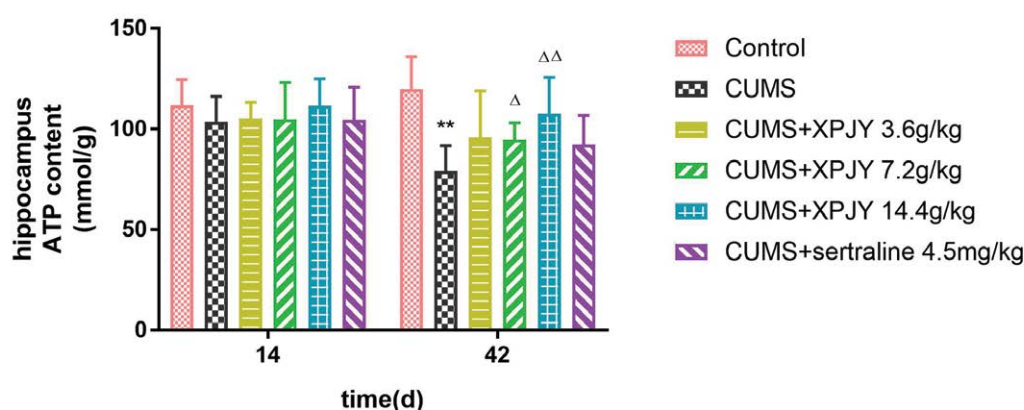 150
100
50
0
hippocampus
ATP content
(mmol/g)
**
Δ
ΔΔ
14
42
time(d)
Control
CUMS
CUMS+XPJY 3.6g/kg
CUMS+XPJY 7.2g/kg
CUMS+XPJY 14.4g/kg
CUMS+sertraline 4.5mg/kg